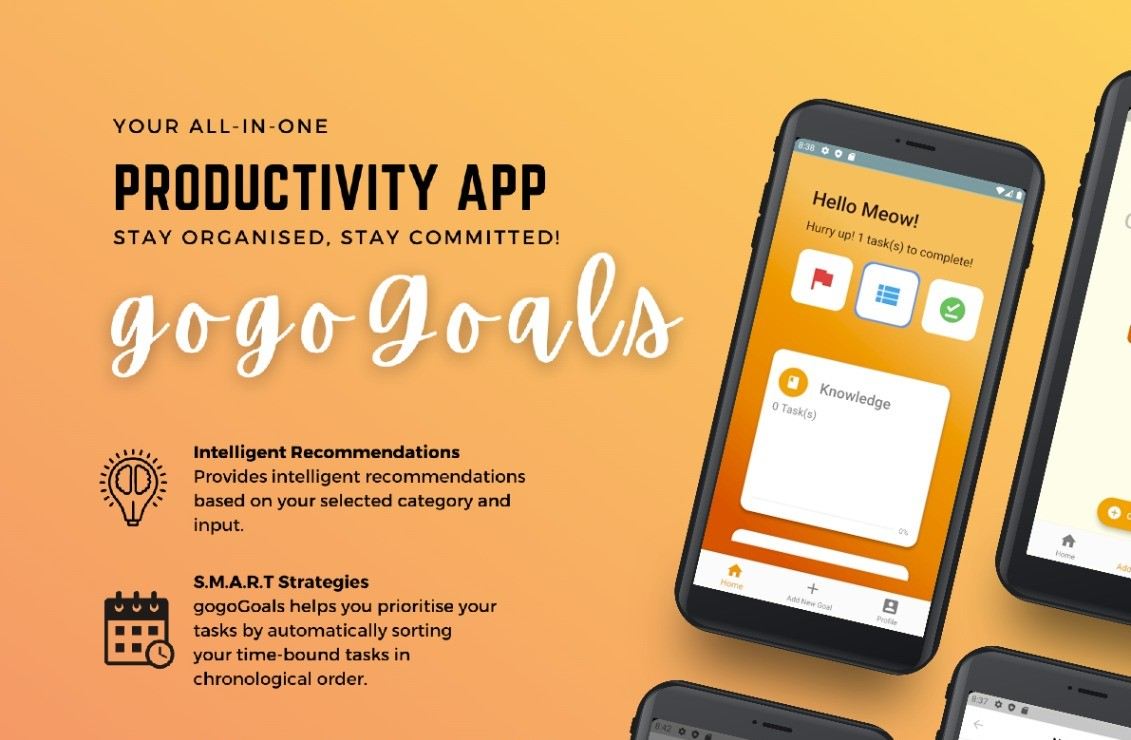 YOUR ALL-IN-ONE
PRODUCTIVITY APP
STAY ORGANISED, STAY COMMITTED!
gogoGoals
Intelligent Recommendations
Provides intelligent recommendations
based on your selected category and
input.
S.M.A.R.T Strategies
gogoGoals helps you prioritise your
tasks by automatically sorting
your time-bound tasks in
chronological order.
8:38
Hello Meow!
Hurry up! 1 task(s) to complete!
Knowledge
0 Task(s)
0%
Home
Add New Goal
Profile
Home
Add
8:42
8:37